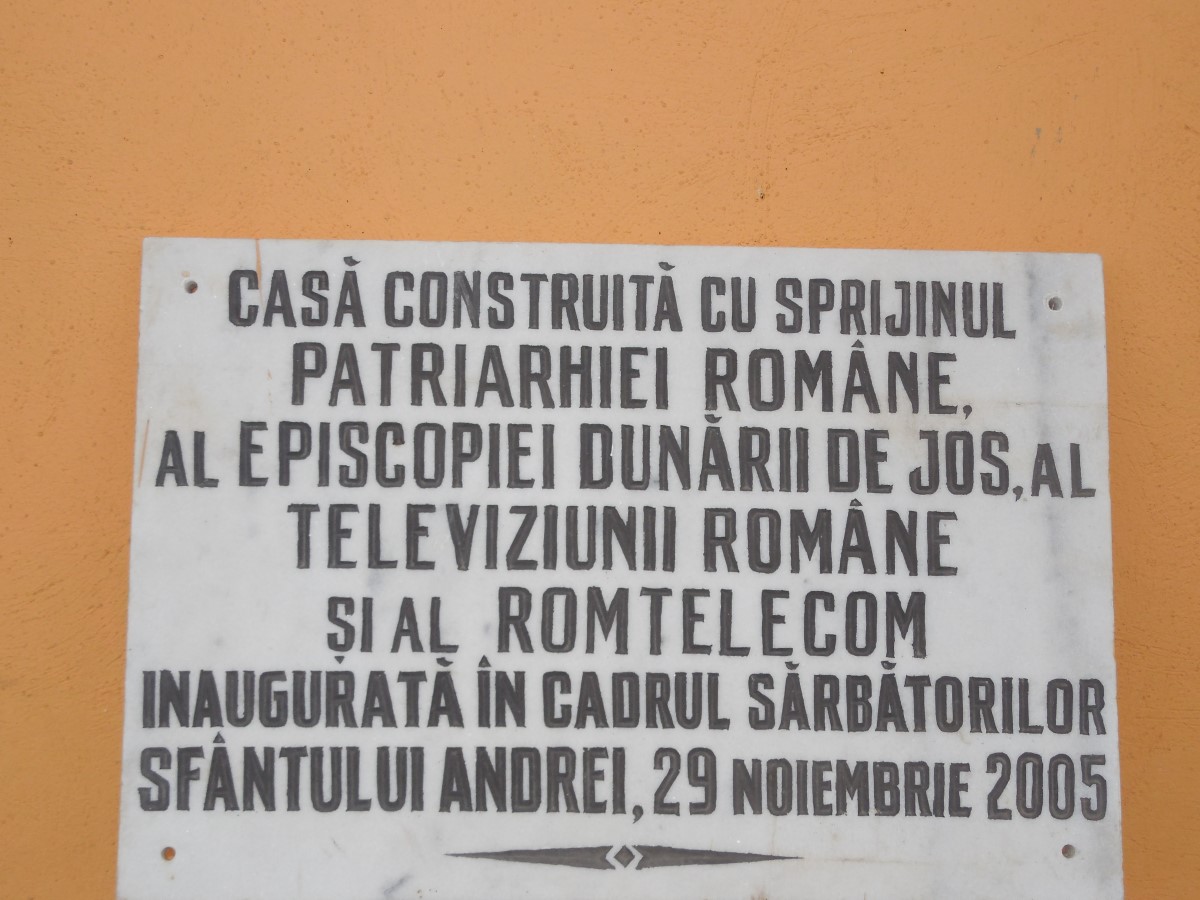 CASĂ CONSTRUITĂ CU SPRIJINUL
PATRIARHIEI ROMÂNE,
AL EPISCOPIEI DUNĂRII DE JOS, AL
TELEVIZIUNII ROMÂNE
ȘI AL ROMTELECOM
INAUGURATĂ ÎN CADRUL SĂRBĂTORILOR
SFÂNTULUI ANDREI, 29 NOIEMBRIE 2005